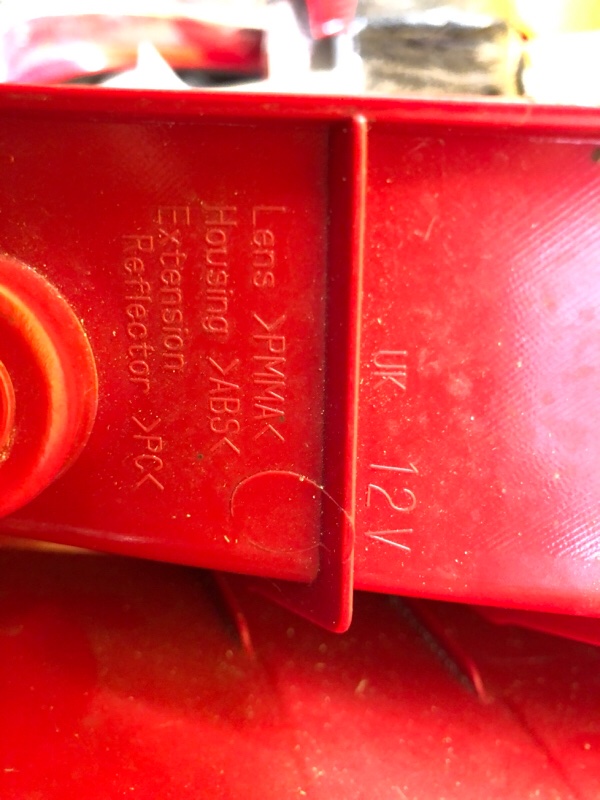 Lens >PMMA<
Housing >ABS<
Extension
Reflector >PC<
UK 12V